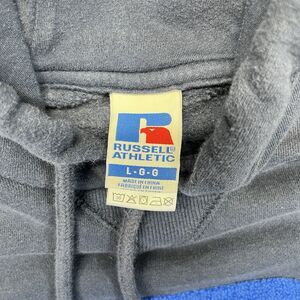 RUSSELL
ATHLETIC
L-G-G
MADE IN CHINA
FABRIQUÉ EN CHINE